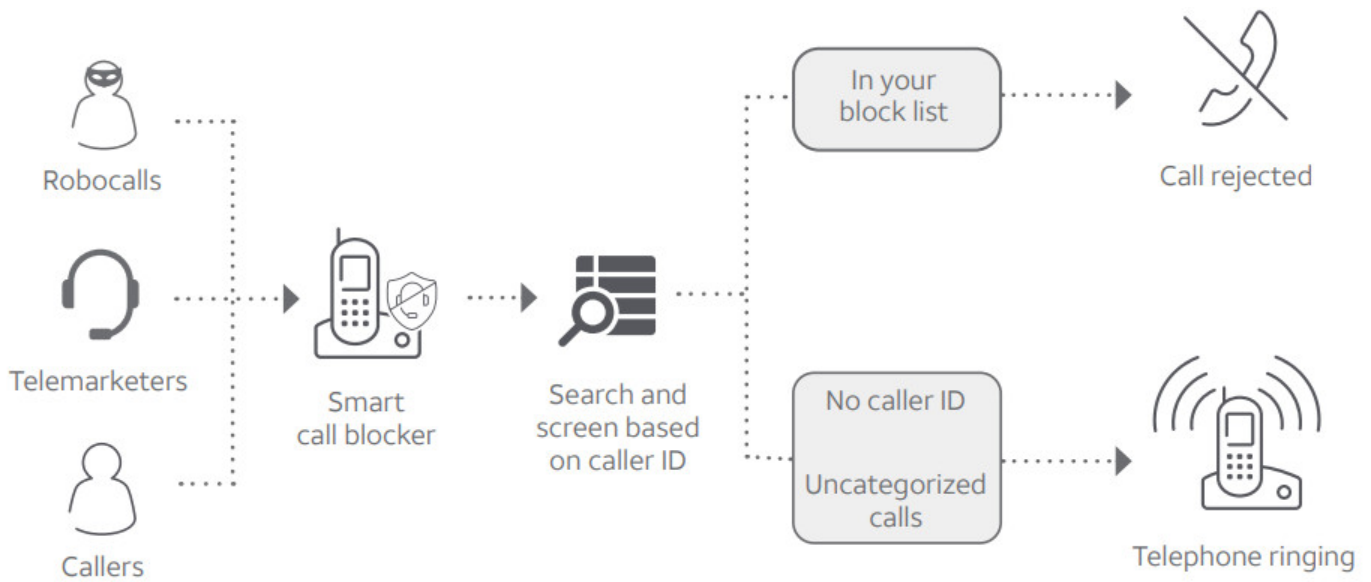 Robocalls
Telemarketers
Callers
Smart
call blocker
Search and
screen based
on caller ID
In your
block list
Call rejected
No caller ID
Uncategorized
calls
Telephone ringing